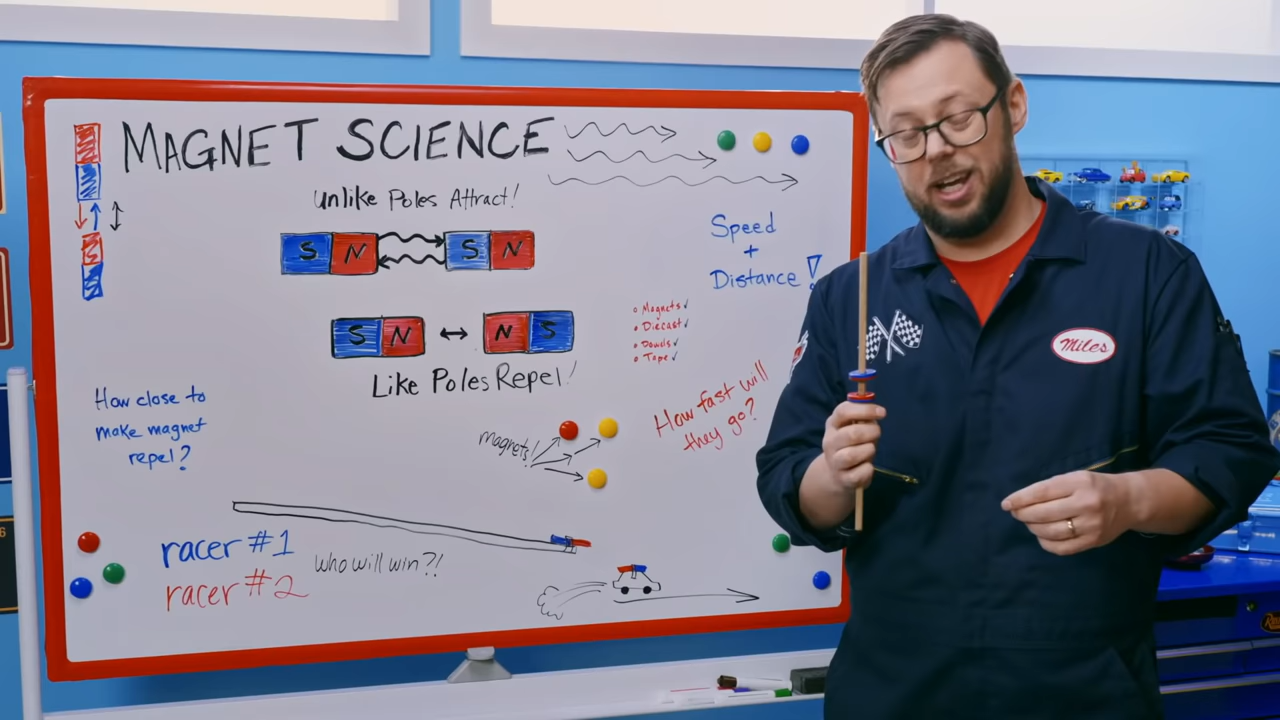 MAGNET SCIENCE
Unlike Poles Attract!
S N S N
Speed
+
Distance!
S N N S
Like Poles Repel!
Magnets ✓
Diecast ✓
Dowels ✓
Tape ✓
How close to
make magnet
repel?
magnets!
How fast will
they go?
racer #1
racer #2
who will win?!
Miles